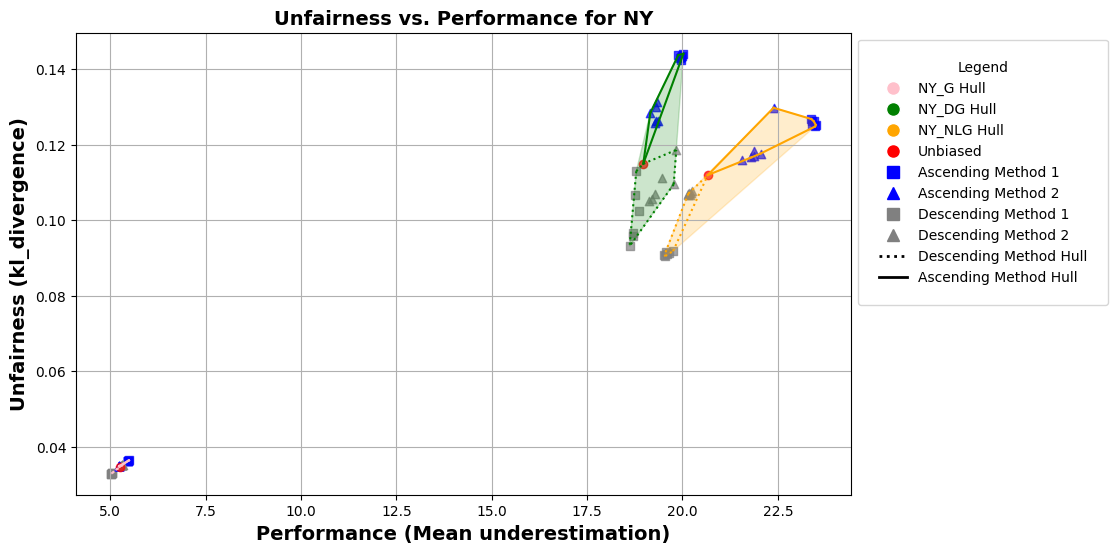 Unfairness vs. Performance for NY
Unfairness (kl_divergence)
0.14
0.12
0.10
0.08
0.06
0.04
5.0 7.5 10.0 12.5 15.0 17.5 20.0 22.5
Performance (Mean underestimation)
Legend
NY_G Hull
NY_DG Hull
NY_NLG Hull
Unbiased
Ascending Method 1
Ascending Method 2
Descending Method 1
Descending Method 2
Descending Method Hull
Ascending Method Hull